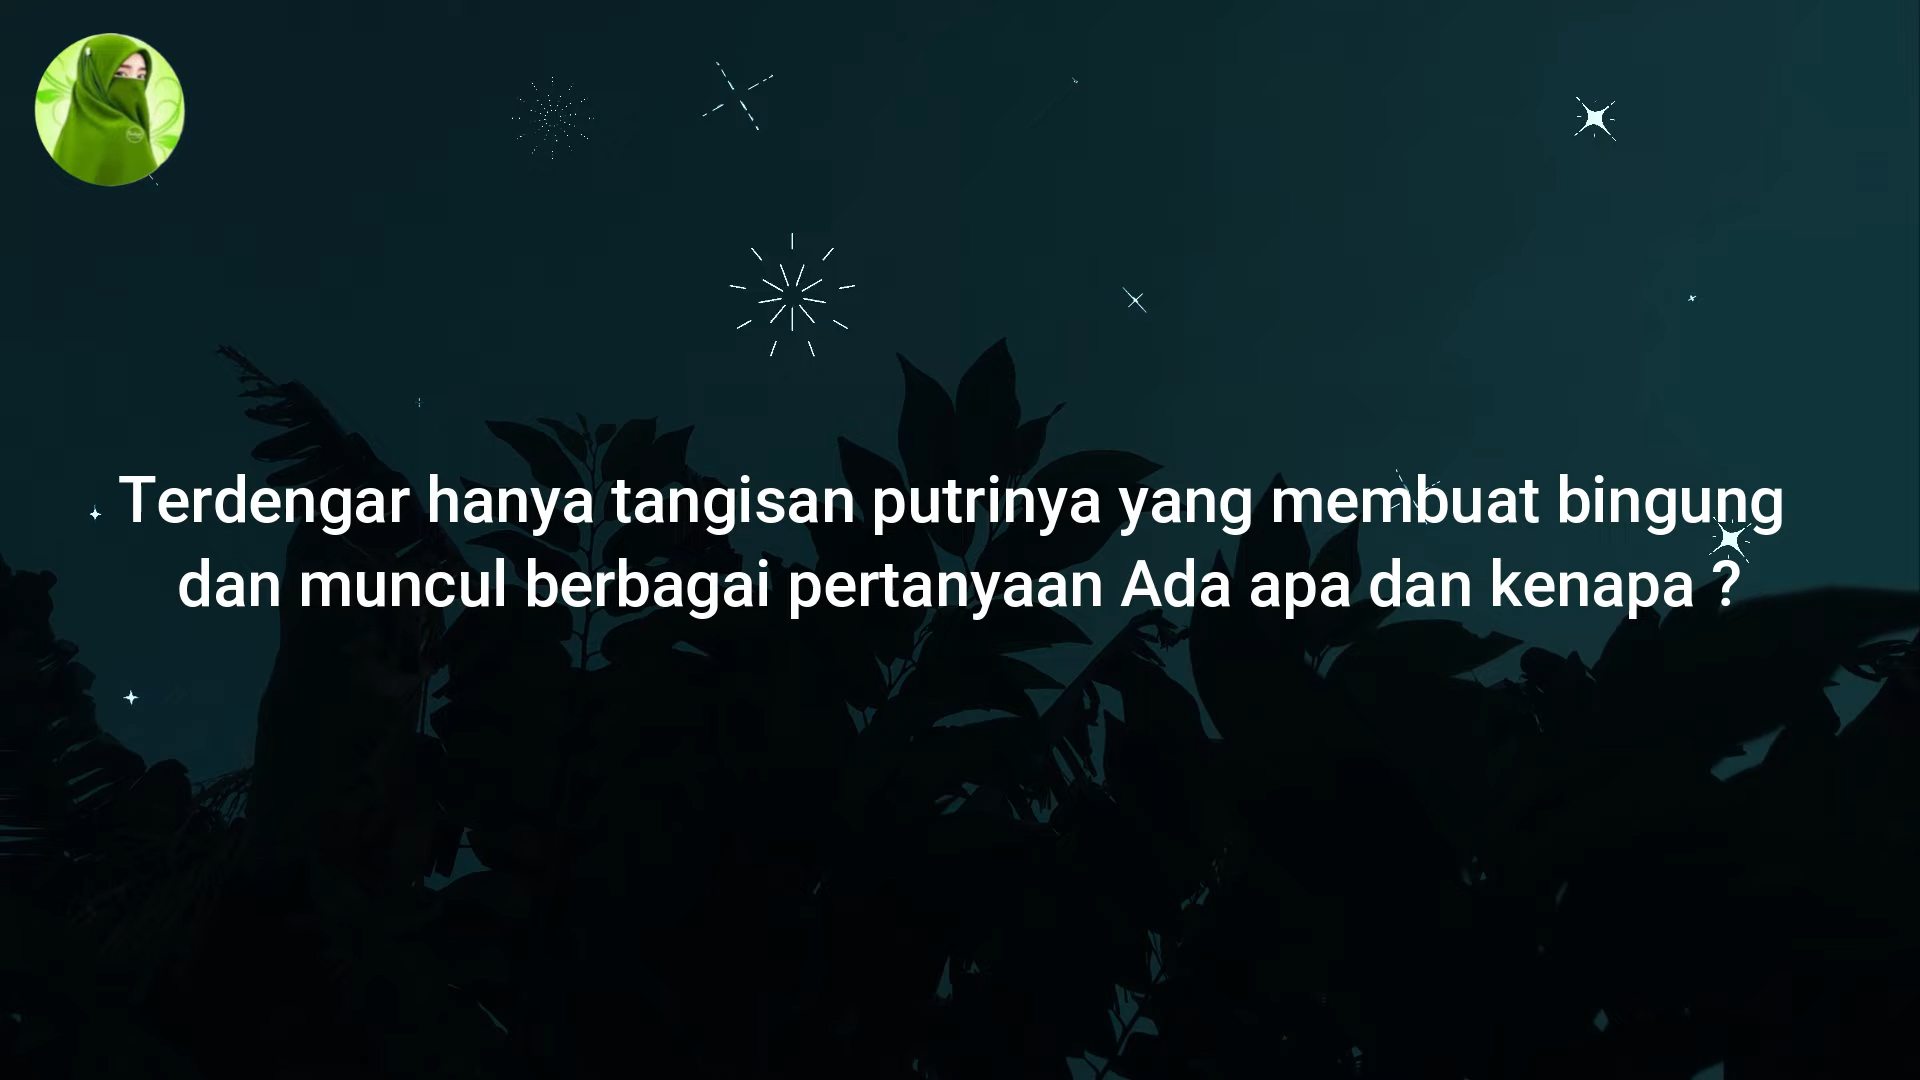 Terdengar hanya tangisan putrinya yang membuat bingung
dan muncul berbagai pertanyaan Ada apa dan kenapa ?